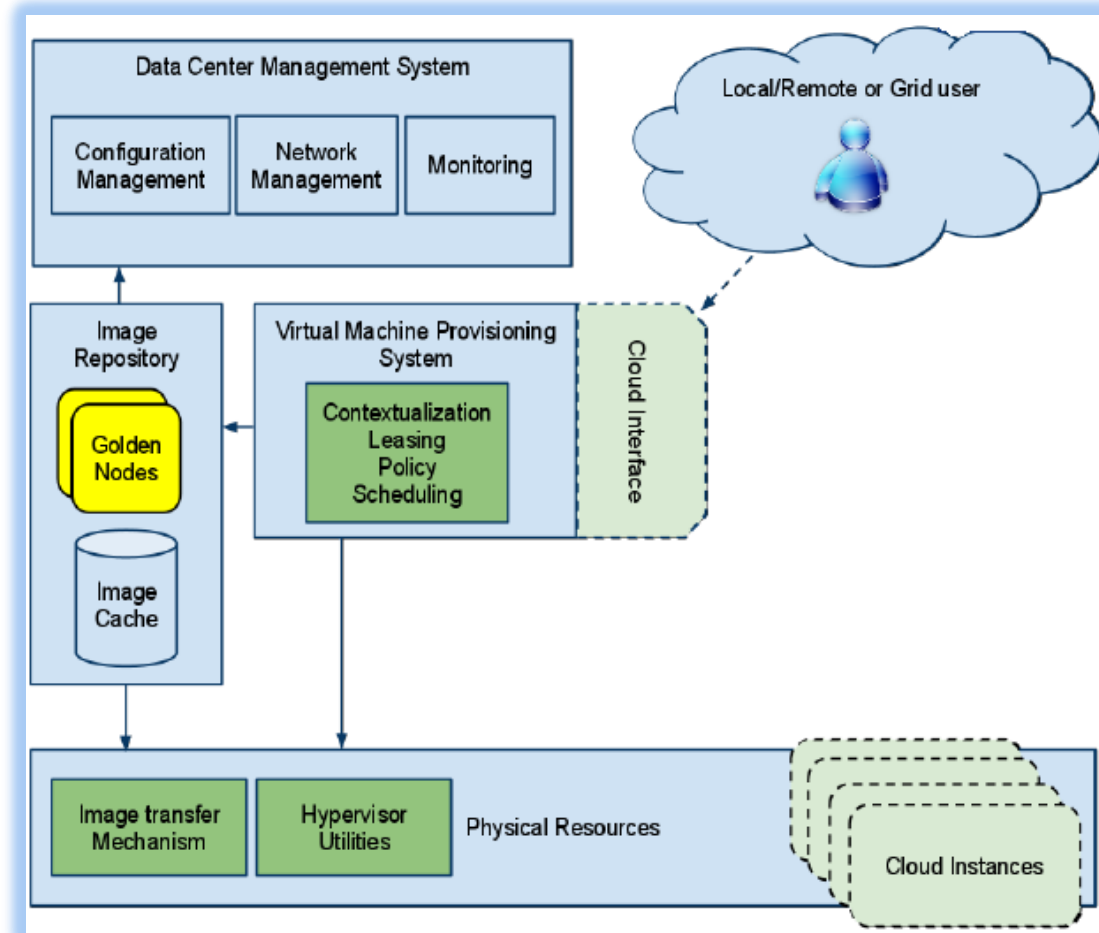 Data Center Management System
Configuration
Management
Network
Management
Monitoring
Local/Remote or Grid user
Image
Repository
Golden
Nodes
Image
Cache
Virtual Machine Provisioning
System
Contextualization
Leasing
Policy
Scheduling
Cloud Interface
Image transfer
Mechanism
Hypervisor
Utilities
Physical Resources
Cloud Instances